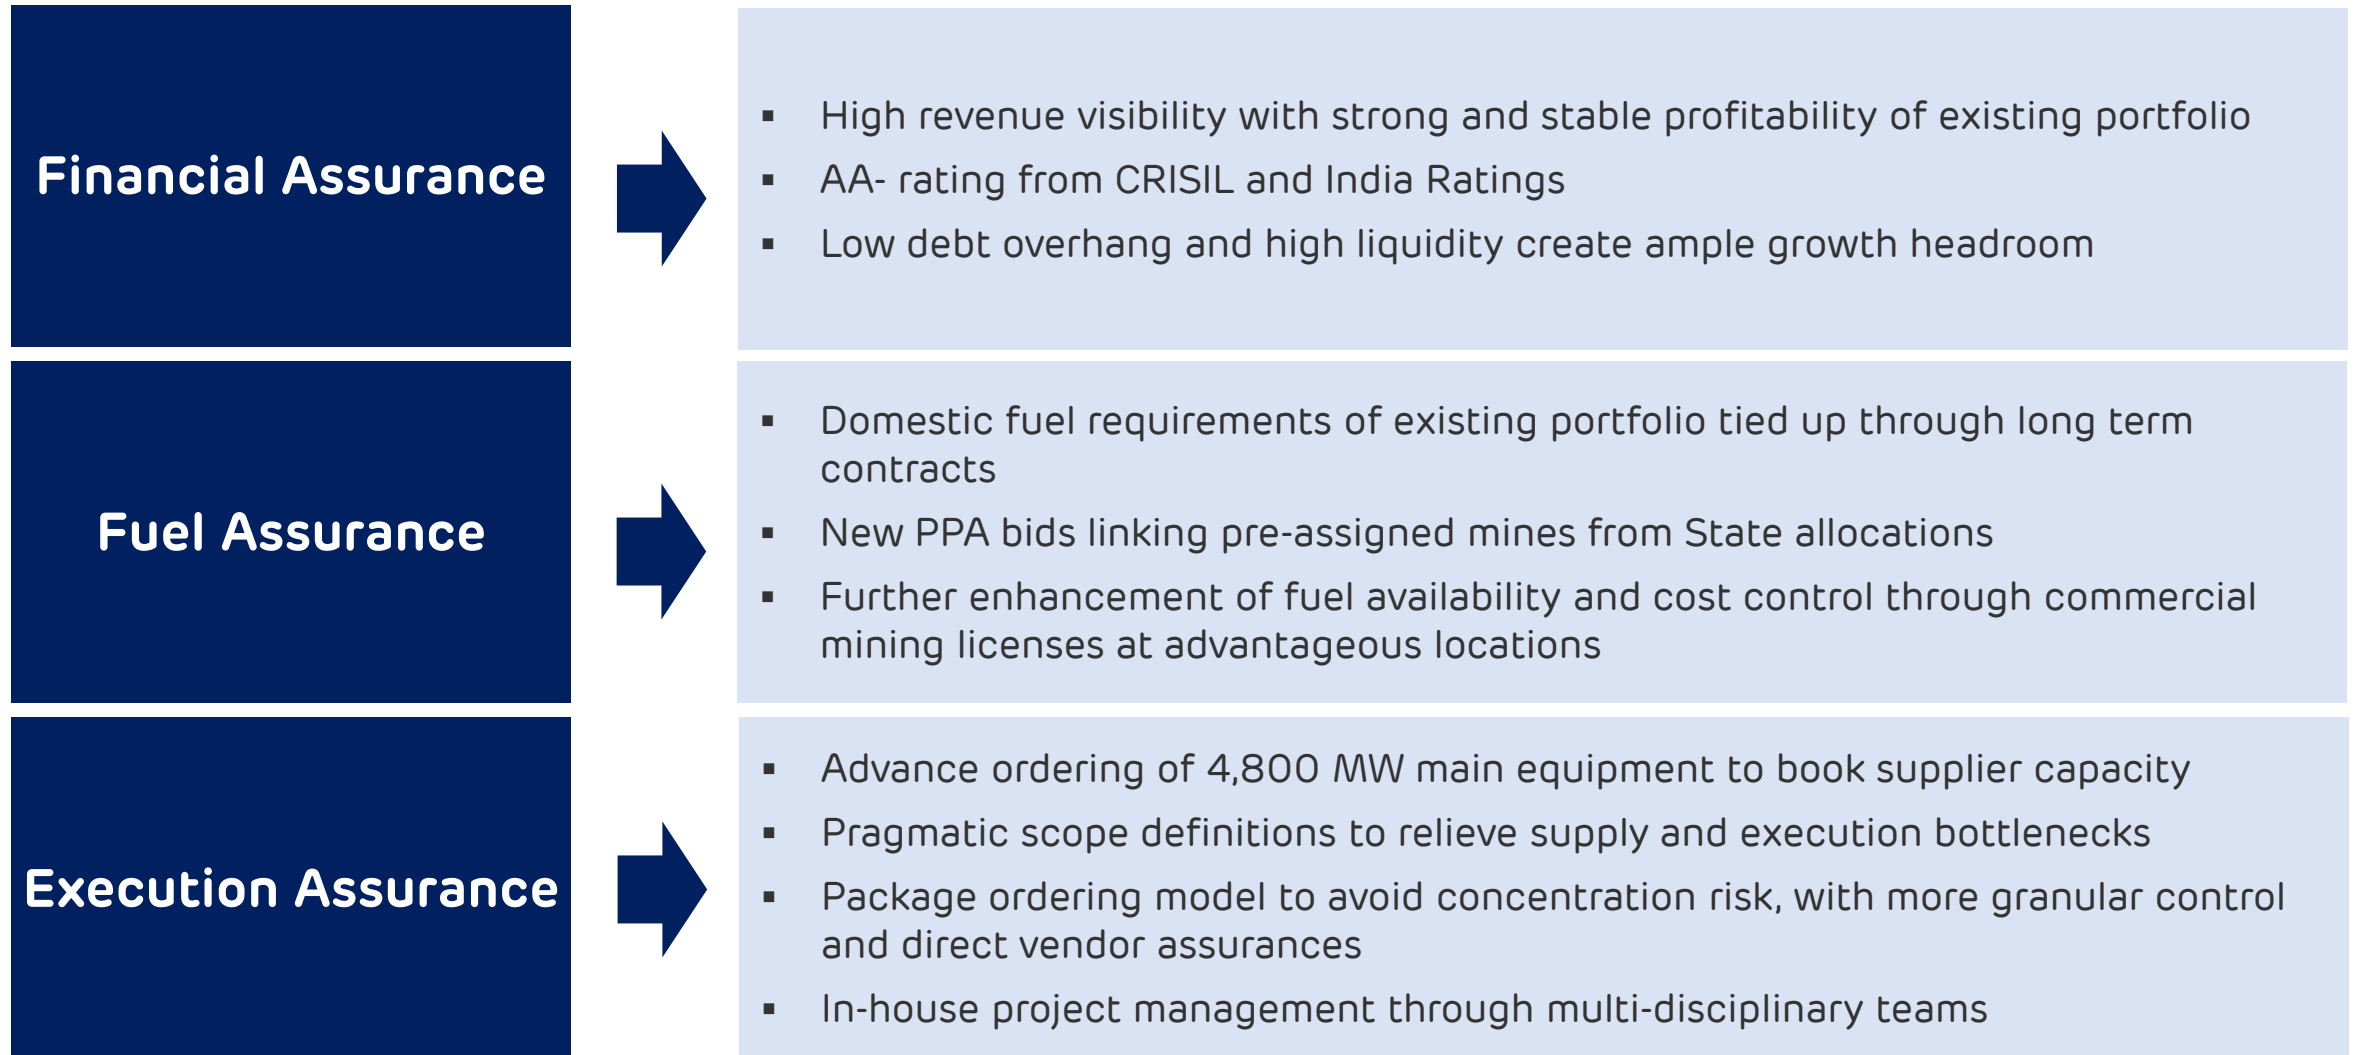 Financial Assurance
▪ High revenue visibility with strong and stable profitability of existing portfolio
▪ AA- rating from CRISIL and India Ratings
▪ Low debt overhang and high liquidity create ample growth headroom
Fuel Assurance
▪ Domestic fuel requirements of existing portfolio tied up through long term
contracts
▪ New PPA bids linking pre-assigned mines from State allocations
▪ Further enhancement of fuel availability and cost control through commercial
mining licenses at advantageous locations
Execution Assurance
▪ Advance ordering of 4,800 MW main equipment to book supplier capacity
▪ Pragmatic scope definitions to relieve supply and execution bottlenecks
▪ Package ordering model to avoid concentration risk, with more granular control
and direct vendor assurances
▪ In-house project management through multi-disciplinary teams